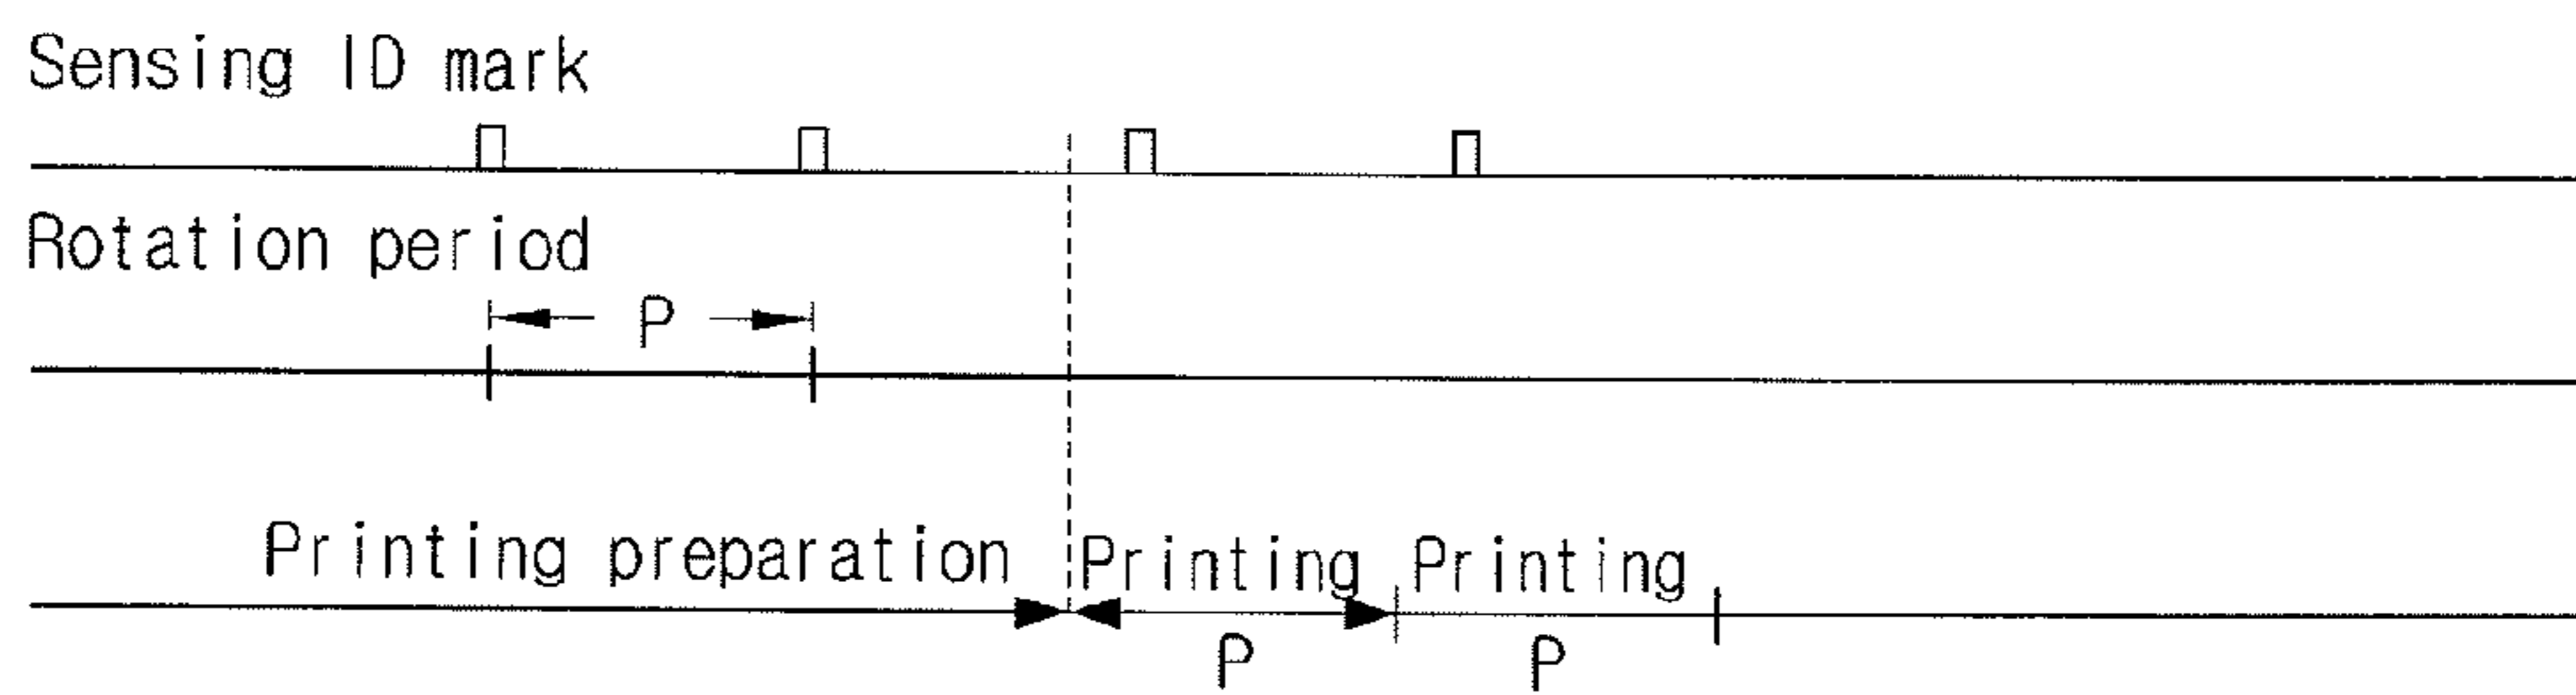 Sensing ID mark
Rotation period
P
Printing preparation Printing Printing
P P